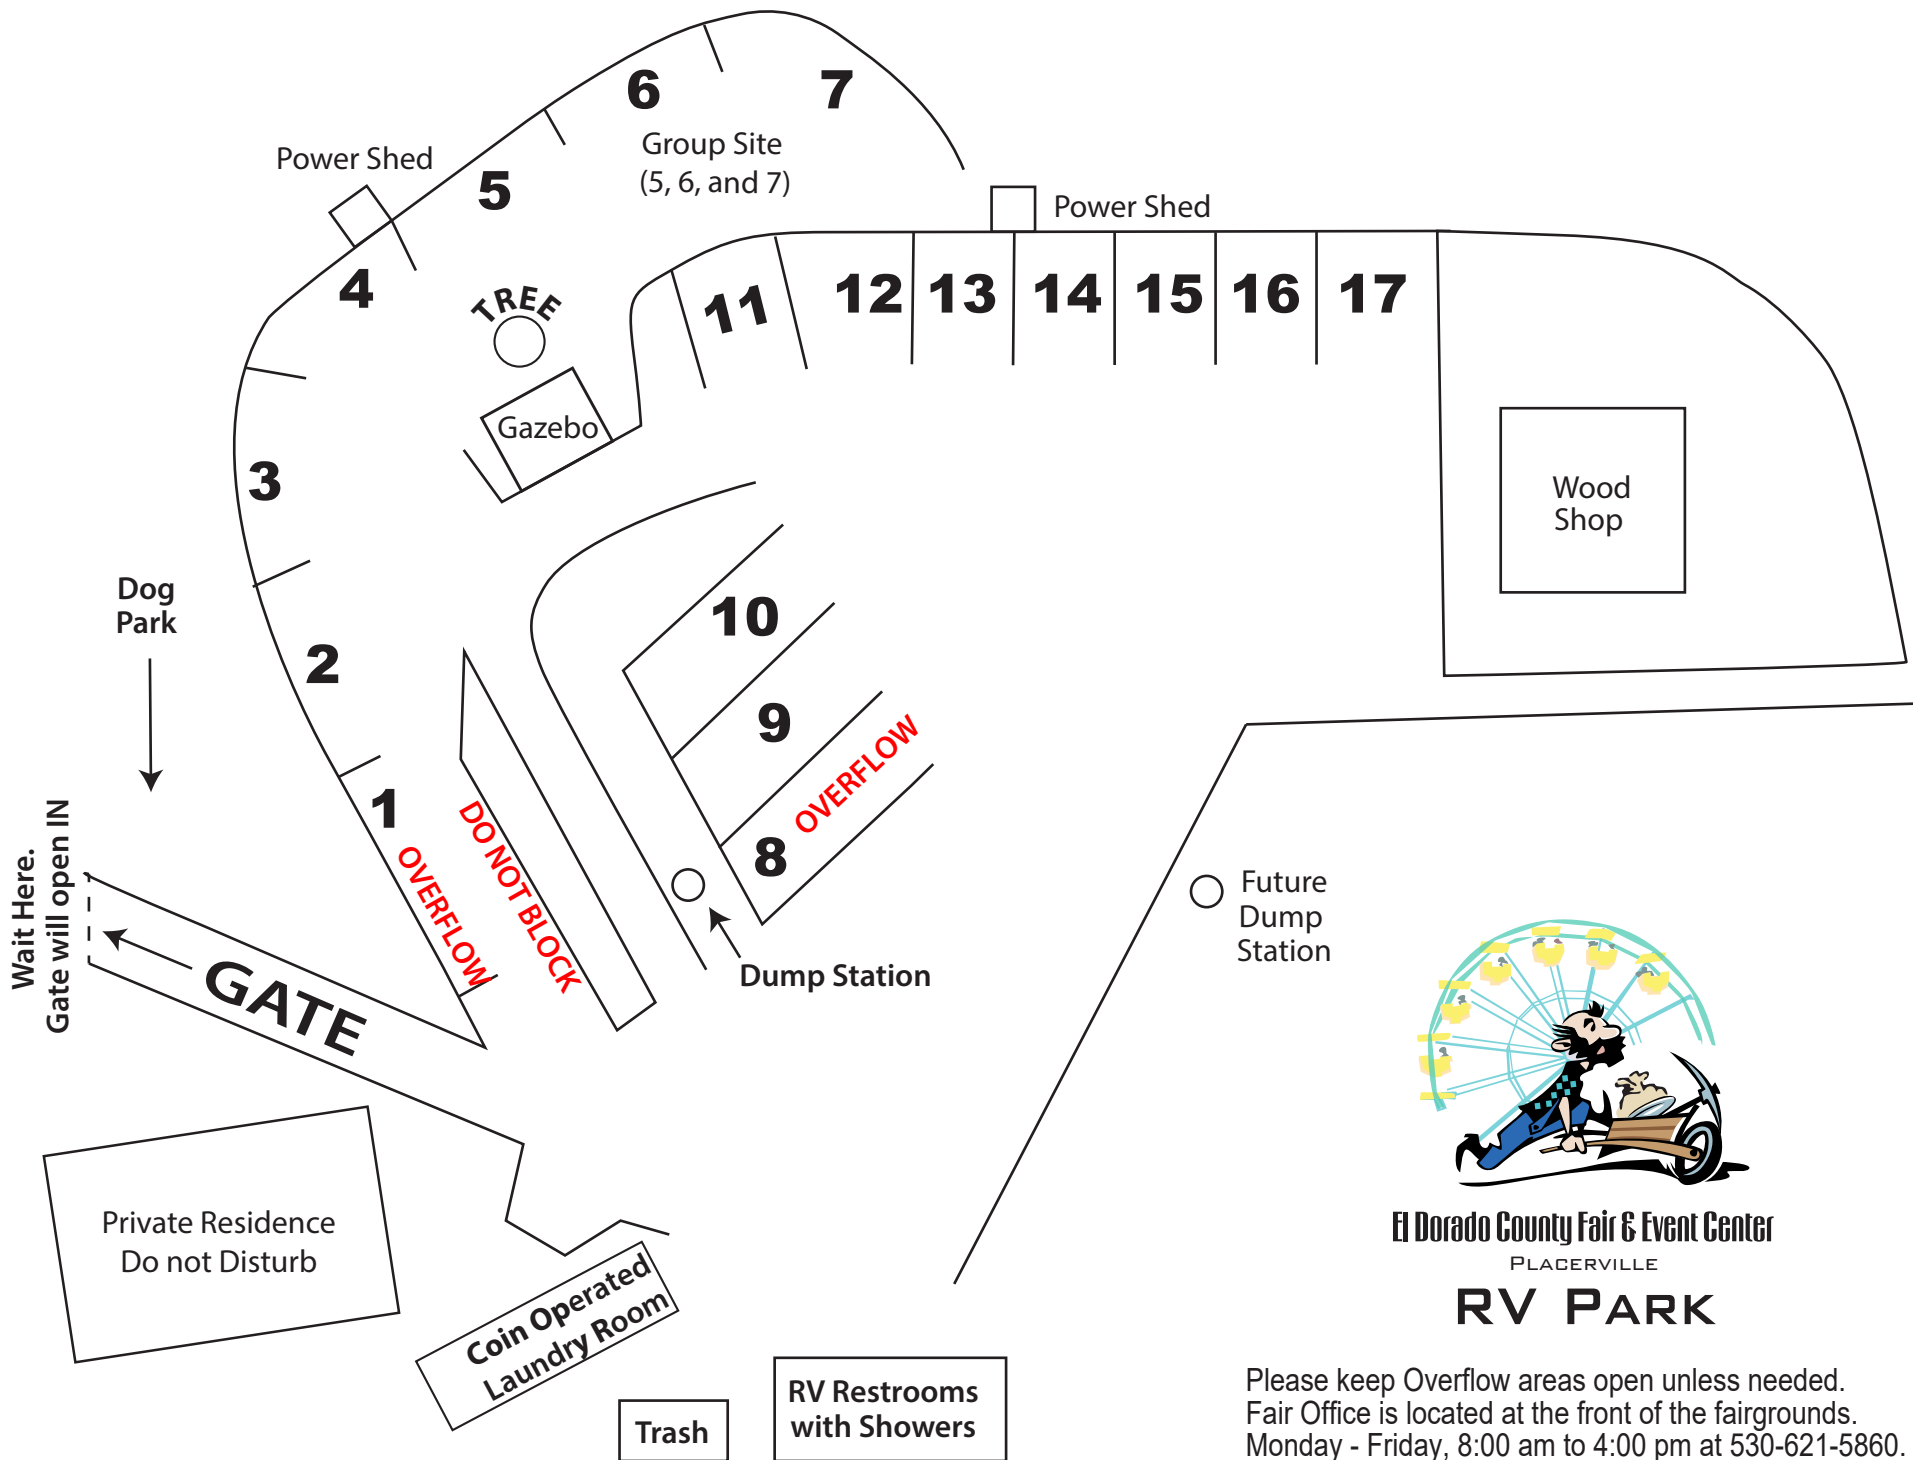 6
7
Group Site
(5, 6, and 7)
Power Shed
5
Power Shed
4
TREE
11
12
13
14
15
16
17
Gazebo
3
Wood
Shop
Dog
Park
10
2
9
OVERFLOW
1
OVERFLOW
DO NOT BLOCK
8
Wait Here.
Gate will open IN
GATE
Dump Station
Future
Dump
Station
Private Residence
Do not Disturb
Coin Operated
Laundry Room
Trash
RV Restrooms
with Showers
El Dorado County Fair & Event Center
PLACERVILLE
RV PARK
Please keep Overflow areas open unless needed.
Fair Office is located at the front of the fairgrounds.
Monday - Friday, 8:00 am to 4:00 pm at 530-621-5860.